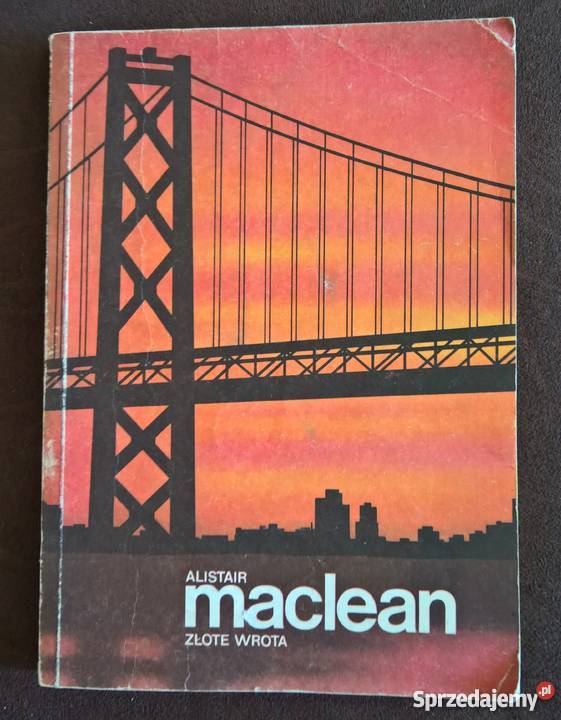 ALISTAIR
maclean
ZŁOTE WROTA
Sprzedajemy.pl